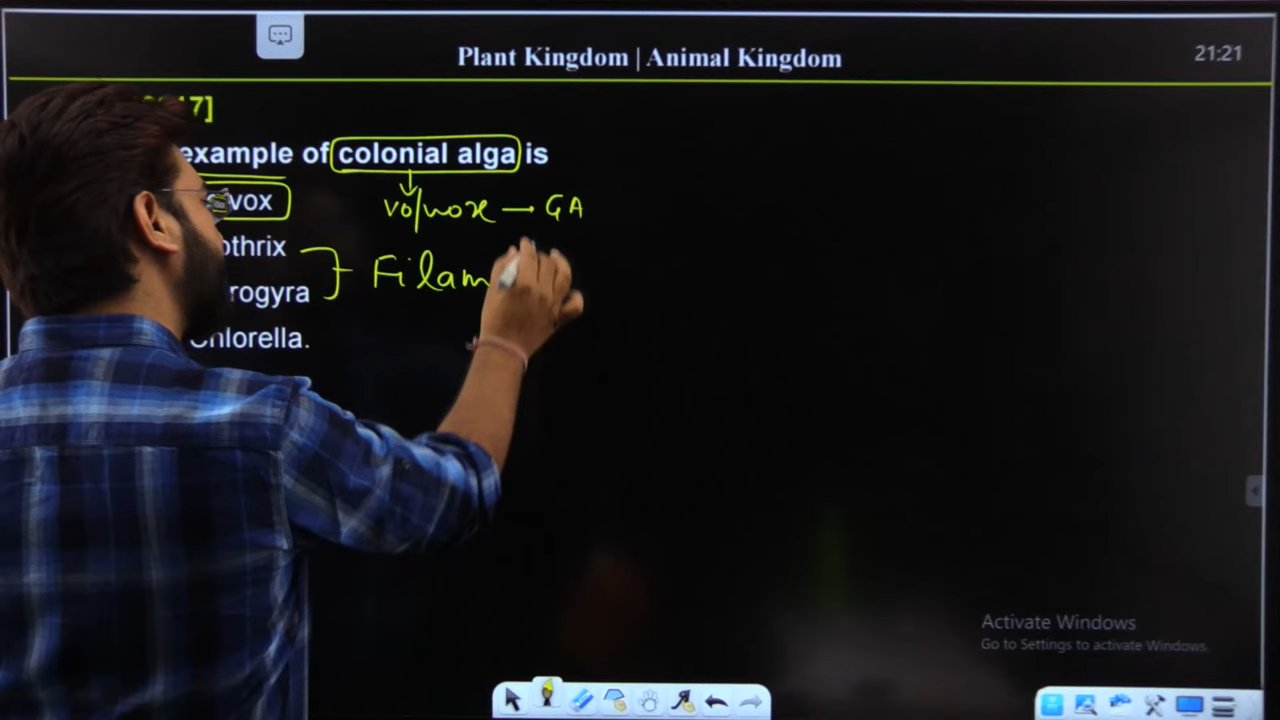 Plant Kingdom | Animal Kingdom
21:21
17]
example of colonial alga is
vox
Volvox → GA
othrix
rogyra
} Filam
Chlorella.
Activate Windows
Go to Settings to activate Windows.